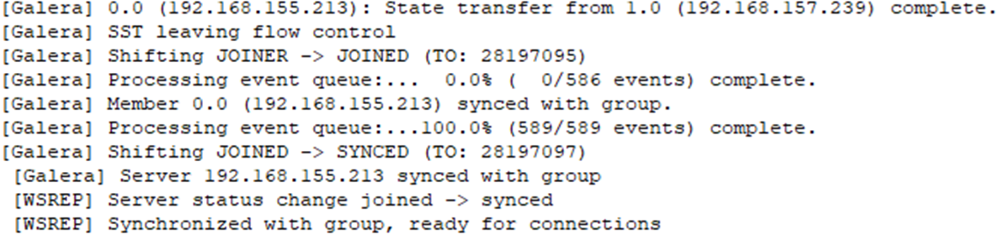 [Galera] 0.0 (192.168.155.213): State transfer from 1.0 (192.168.157.239) complete.
[Galera] SST leaving flow control
[Galera] Shifting JOINER -> JOINED (TO: 28197095)
[Galera] Processing event queue:...  0.0% (  0/586 events) complete.
[Galera] Member 0.0 (192.168.155.213) synced with group.
[Galera] Processing event queue:...100.0% (589/589 events) complete.
[Galera] Shifting JOINED -> SYNCED (TO: 28197097)
[Galera] Server 192.168.155.213 synced with group
[WSREP] Server status change joined -> synced
[WSREP] Synchronized with group, ready for connections